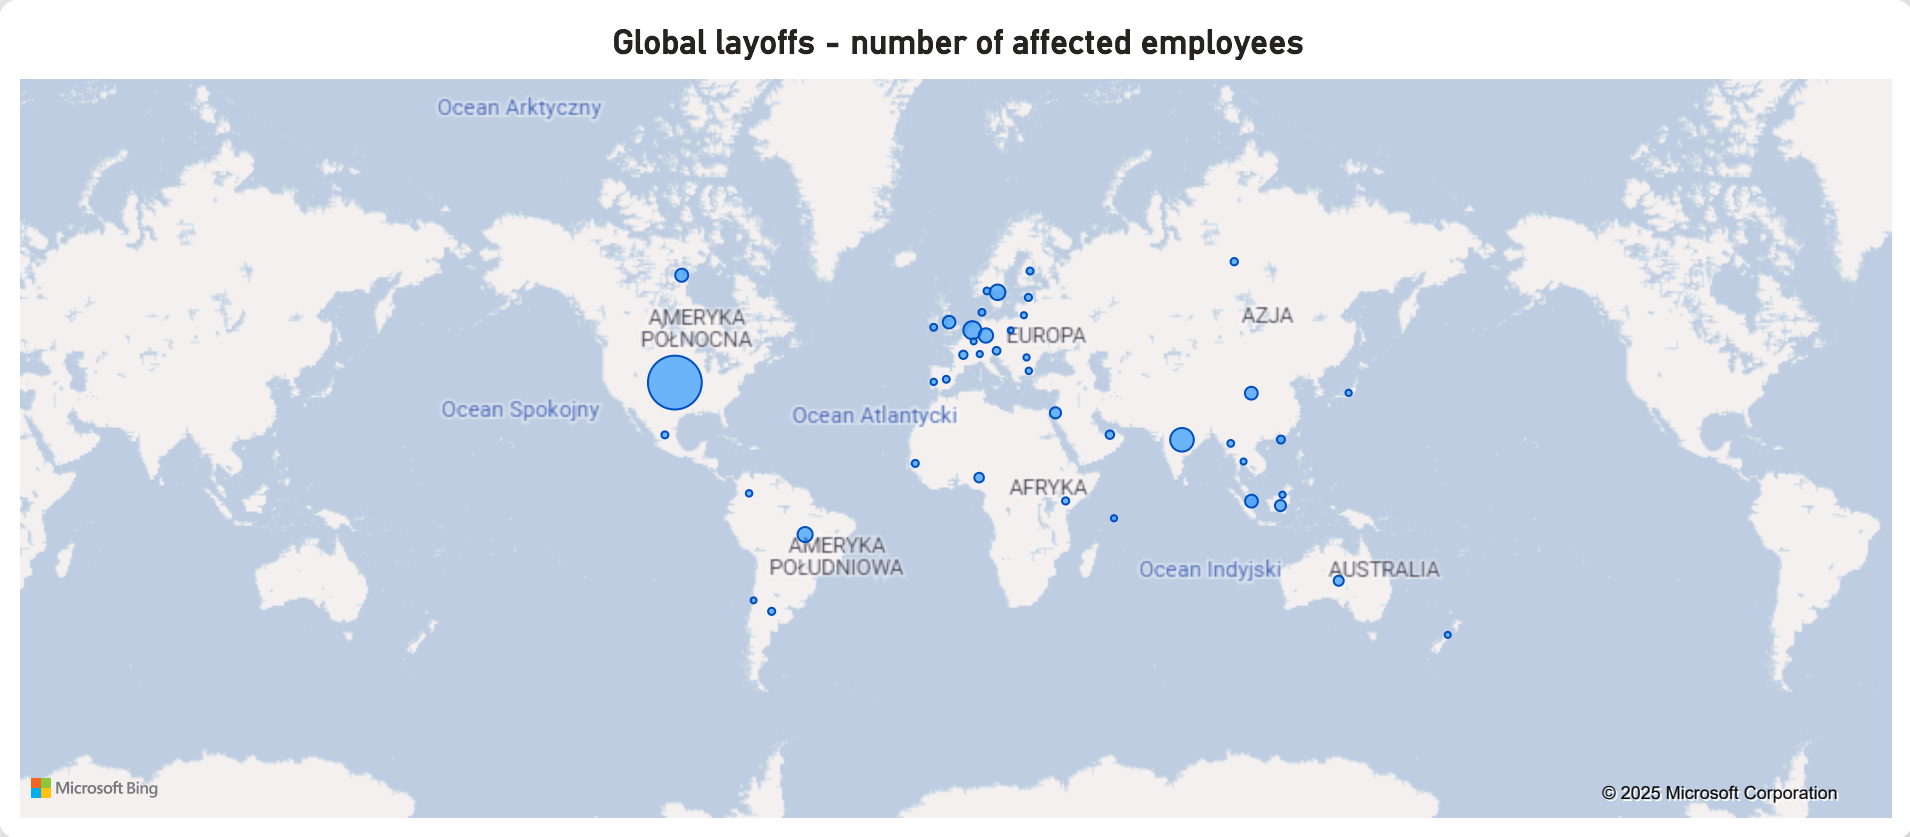 Global layoffs - number of affected employees
Ocean Arktyczny
AMERYKA
PÓŁNOCNA
AZJA
EUROPA
Ocean Spokojny
Ocean Atlantycki
AFRYKA
AMERYKA
POŁUDNIOWA
Ocean Indyjski
AUSTRALIA
Microsoft Bing
© 2025 Microsoft Corporation